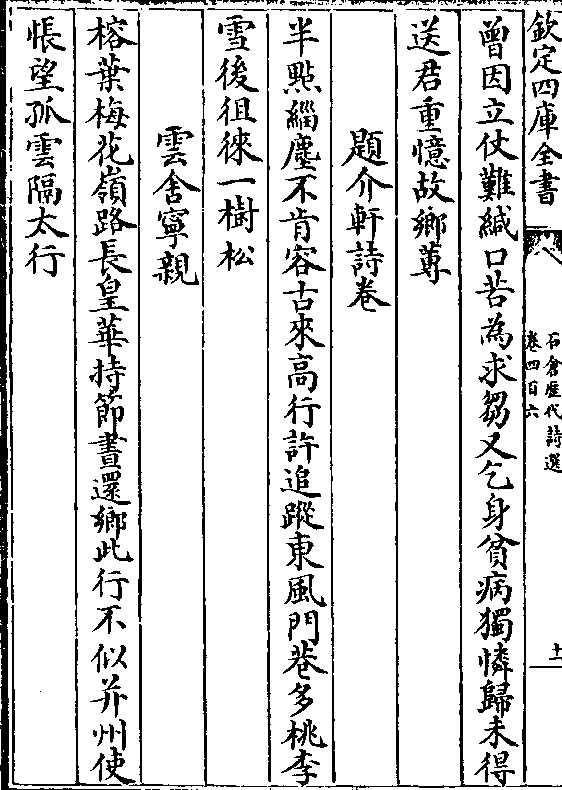 欽定四庫全書
石倉歷代詩選
卷四百六
十一
曾因立仗難緘口苦為求芻又乞身貧病獨憐歸未得
送君重憶故鄉蓴
題介軒詩卷
半點緇塵不肯容古來高行許追蹤東風門巷多桃李
雪後徂徠一樹松
雲舍寧親
榕葉梅花嶺路長皇華持節晝還鄉此行不似并州使
悵望孤雲隔太行